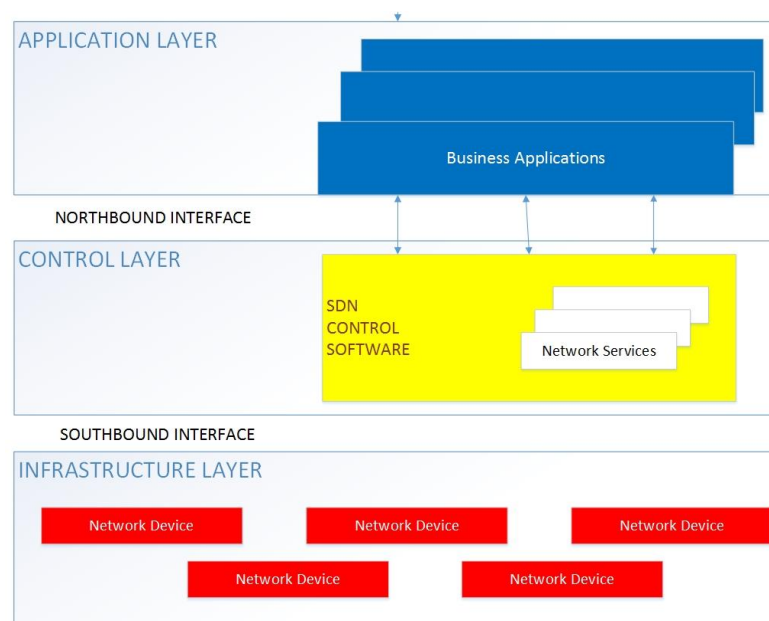 APPLICATION LAYER
Business Applications
NORTHBOUND INTERFACE
CONTROL LAYER
SDN
CONTROL
SOFTWARE
Network Services
SOUTHBOUND INTERFACE
INFRASTRUCTURE LAYER
Network Device
Network Device
Network Device
Network Device
Network Device